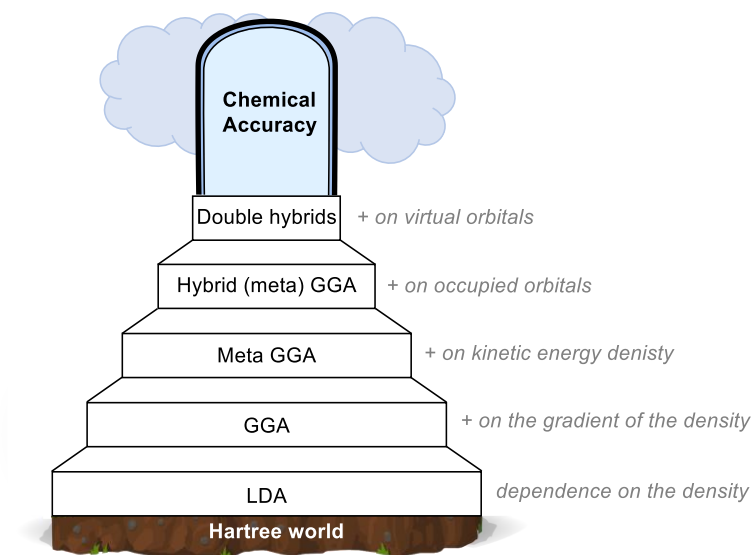 Chemical
Accuracy
Double hybrids + on virtual orbitals
Hybrid (meta) GGA + on occupied orbitals
Meta GGA + on kinetic energy denisty
GGA + on the gradient of the density
LDA dependence on the density
Hartree world